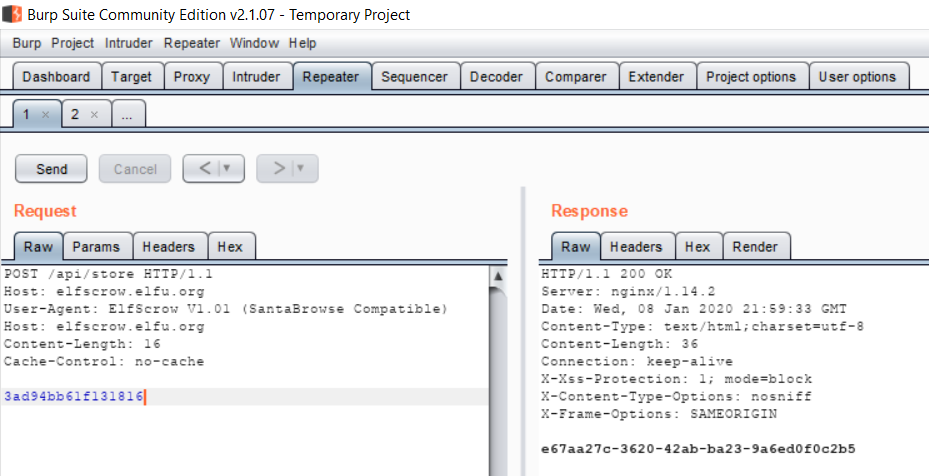 Burp Suite Community Edition v2.1.07 - Temporary Project
Burp Project Intruder Repeater Window Help
Dashboard Target Proxy Intruder Repeater Sequencer Decoder Comparer Extender Project options User options
1 × 2 × ...
Send Cancel < ▼ > ▼
Request
Raw Params Headers Hex
POST /api/store HTTP/1.1
Host: elfscrow.elfu.org
User-Agent: ElfScrow V1.01 (SantaBrowse Compatible)
Host: elfscrow.elfu.org
Content-Length: 16
Cache-Control: no-cache
3ad94bb61f131816
Response
Raw Headers Hex Render
HTTP/1.1 200 OK
Server: nginx/1.14.2
Date: Wed, 08 Jan 2020 21:59:33 GMT
Content-Type: text/html;charset=utf-8
Content-Length: 36
Connection: keep-alive
X-Xss-Protection: 1; mode=block
X-Content-Type-Options: nosniff
X-Frame-Options: SAMEORIGIN
e67aa27c-3620-42ab-ba23-9a6ed0f0c2b5